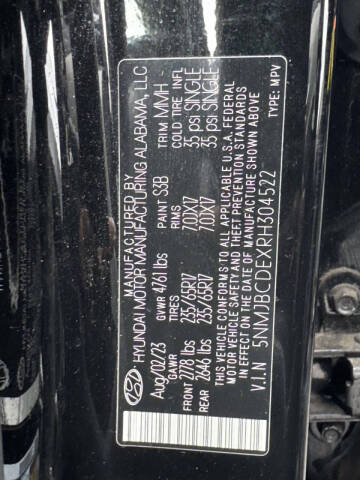 MANUFACTURED BY
HYUNDAI MOTOR MANUFACTURING ALABAMA, LLC
Aug/02/23 GVWR 4701 lbs PAINT S3B TRIM MMH
GAWR TIRES RIMS COLD TIRE INFL
FRONT 2778 lbs 235/65R17 7.0JX17 35 psi SINGLE
REAR 2646 lbs 235/65R17 7.0JX17 35 psi SINGLE
THIS VEHICLE CONFORMS TO ALL APPLICABLE U.S.A. FEDERAL
MOTOR VEHICLE SAFETY AND THEFT PREVENTION STANDARDS
IN EFFECT ON THE DATE OF MANUFACTURE SHOWN ABOVE.
V.I.N 5NMJBCDEXRH304522 TYPE: MPV